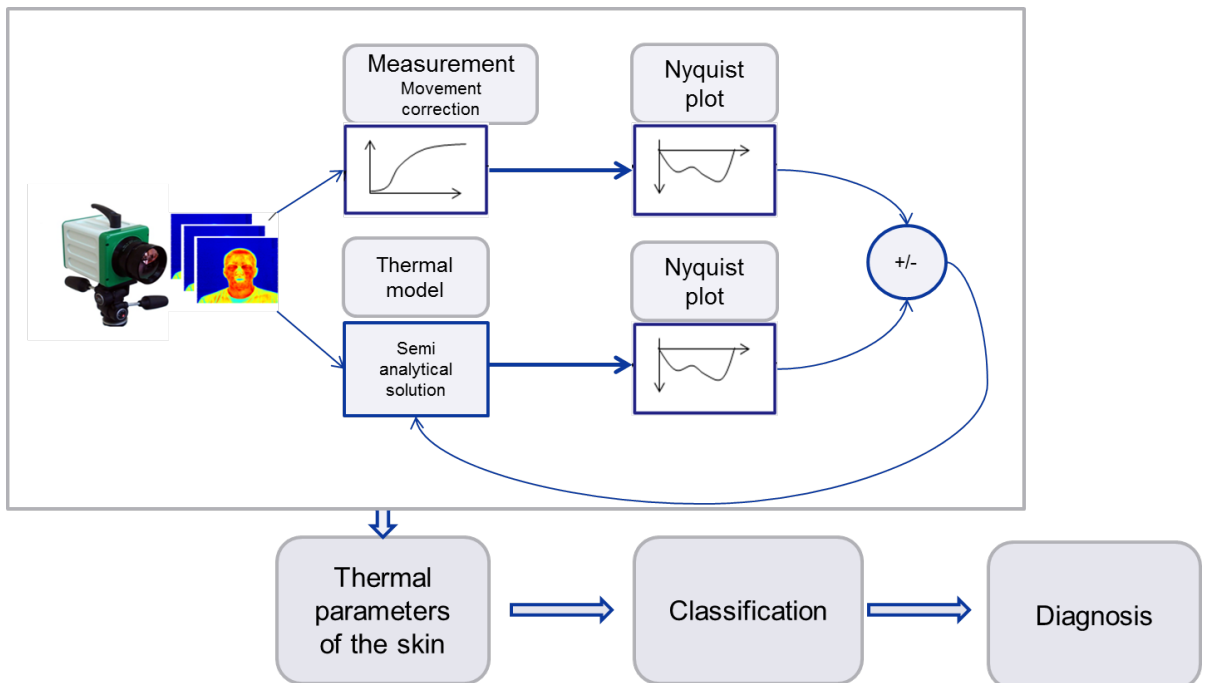 Measurement
Movement
correction
Nyquist
plot
+/-
Thermal
model
Semi
analytical
solution
Nyquist
plot
Thermal
parameters
of the skin
Classification
Diagnosis